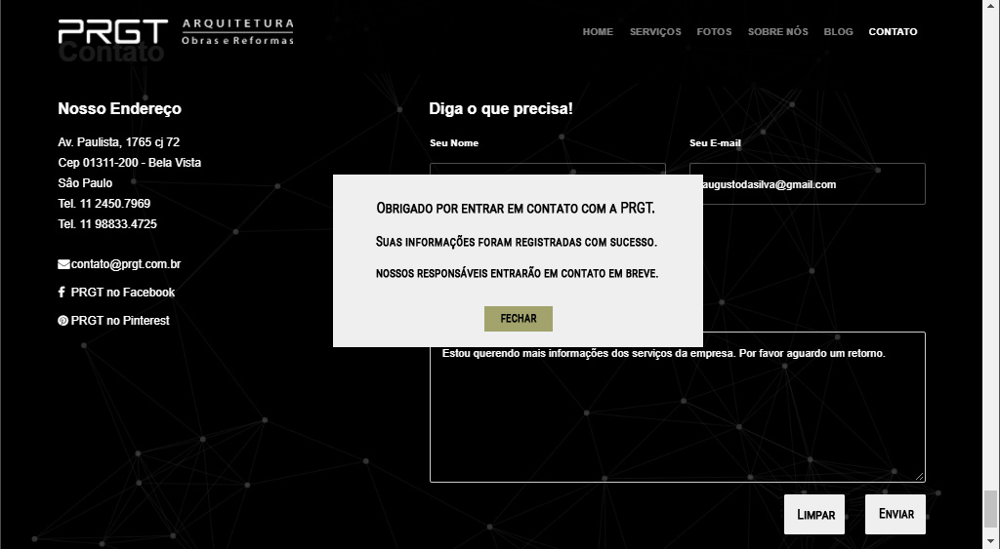 PRGT ARQUITETURA
Obras e Reformas
HOME SERVIÇOS FOTOS SOBRE NÓS BLOG CONTATO
Contato
Nosso Endereço
Av. Paulista, 1765 cj 72
Cep 01311-200 - Bela Vista
São Paulo
Tel. 11 2450.7969
Tel. 11 98833.4725
contato@prgt.com.br
PRGT no Facebook
PRGT no Pinterest
Diga o que precisa!
Seu Nome
Seu E-mail
augustodasilva@gmail.com
Obrigado por entrar em contato com a PRGT.
Suas informações foram registradas com sucesso.
nossos responsáveis entrarão em contato em breve.
FECHAR
Estou querendo mais informações dos serviços da empresa. Por favor aguardo um retorno.
Limpar Enviar